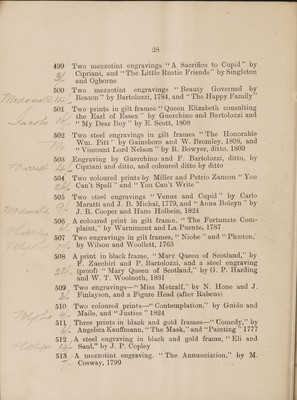 28
499 Two mezzotint engravings "A Sacrifice to Cupid" by
Cipriani, and "The Little Rustic Friends" by Singleton
and Ogborne
500 Two mezzotint engravings "Beauty Governed by
Reason" by Bartolozzi, 1784, and "The Happy Family"
501 Two prints in gilt frames "Queen Elizabeth consulting
the Earl of Essex" by Guerchino and Bartolozzi and
"My Dear Boy" by E. Scott, 1808
502 Two steel engravings in gilt frames "The Honorable
Wm. Pitt" by Gainsboro and W. Bromley, 1808, and
"Viscount Lord Nelson" by R. Bowyer, ditto, 1809
503 Engraving by Guerchino and F. Bartolozzi, ditto, by
Cipriani and ditto, and coloured ditto by ditto
504 Two coloured prints by Miller and Petrio Zancon "You
Can't Spell" and "You Can't Write"
505 Two steel engravings "Venus and Cupid" by Carlo
Maratti and J. B. Michal, 1779, and "Anna Boleyn" by
J. R. Cooper and Hans Holbein, 1824
506 A coloured print in gilt frame, "The Fortunate Com-
plaint," by Warnimont and La Puente, 1787
507 Two engravings in gilt frames, "Niobe" and "Phæton,'
by Wilson and Woollett, 1763
508 A print in black frame, "Mary Queen of Scotland," by
F. Zucchiri and F. Bartolozzi, and a steel engraving
(proof) "Mary Queen of Scotland," by G. P. Harding
and W. T. Woolnoth, 1831
509 Two engravings—"Miss Metcalf," by N. Hone and J.
Finlayson, and a Figure Head (after Rubens)
510 Two coloured prints—"Contemplation," by Guido and
Maile, and "Justice" 1824
511 Three prints in black and gold frames—"Comedy," by
Angelica Kauffmann, "The Mask," and "Painting" 1777
512 A steel engraving in black and gold frame, "Eli and
Saul," by J. P. Copley
513 A mezzotint engraving, "The Annunciation," by M.
Cosway, 1799